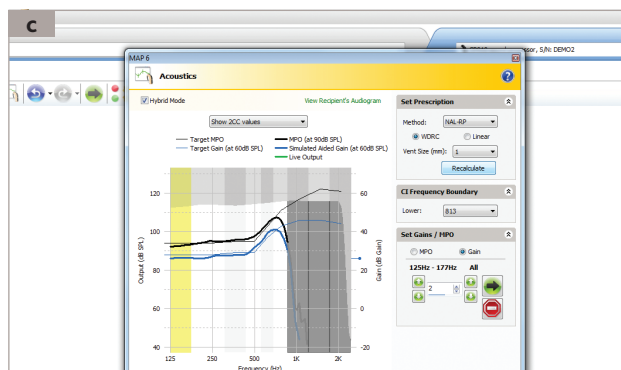 c
MAP 6
Acoustics
Hybrid Mode
View Recipient's Audiogram
Show 2CC values
Target MPO
MPO (at 90dB SPL)
Target Gain (at 60dB SPL)
Simulated Aided Gain (at 60dB SPL)
Live Output
Output (dB SPL)
120
100
80
60
40
60
40
20
0
-20
Gain (dB Gain)
125
250
500
1K
2K
Frequency (Hz)
Set Prescription
Method:
NAL-RP
WDRC
Linear
Vent Size (mm):
1
Recalculate
CI Frequency Boundary
Lower:
813
Set Gains / MPO
MPO
Gain
125Hz - 177Hz
All
2